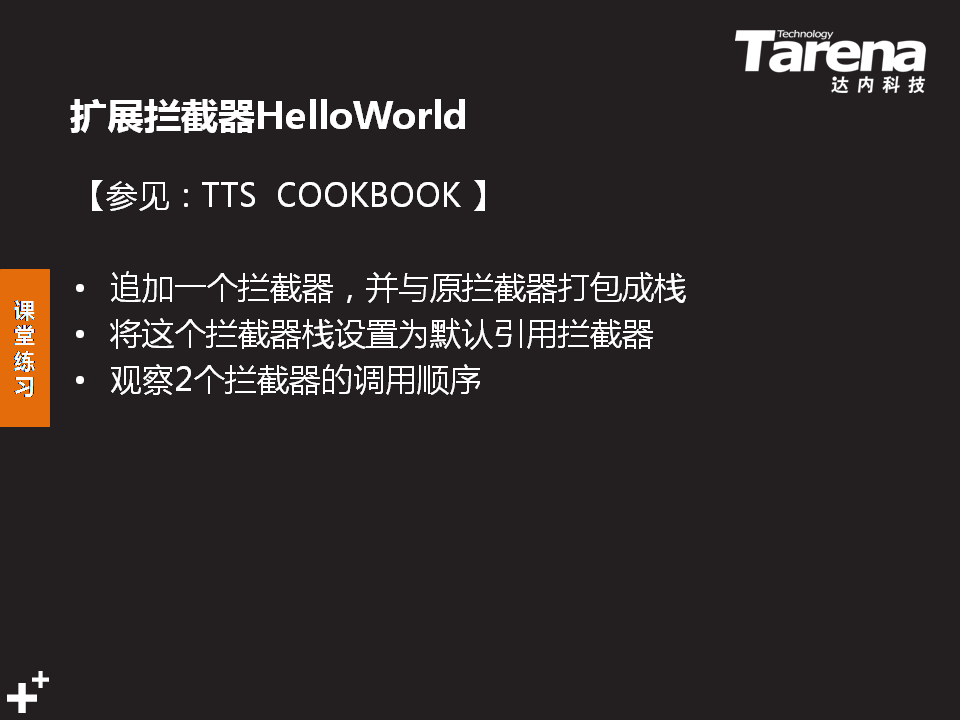 Technology
Tarena
达内科技
扩展拦截器HelloWorld
【参见：TTS COOKBOOK 】
• 追加一个拦截器，并与原拦截器打包成栈
• 将这个拦截器栈设置为默认引用拦截器
• 观察2个拦截器的调用顺序
课
堂
练
习